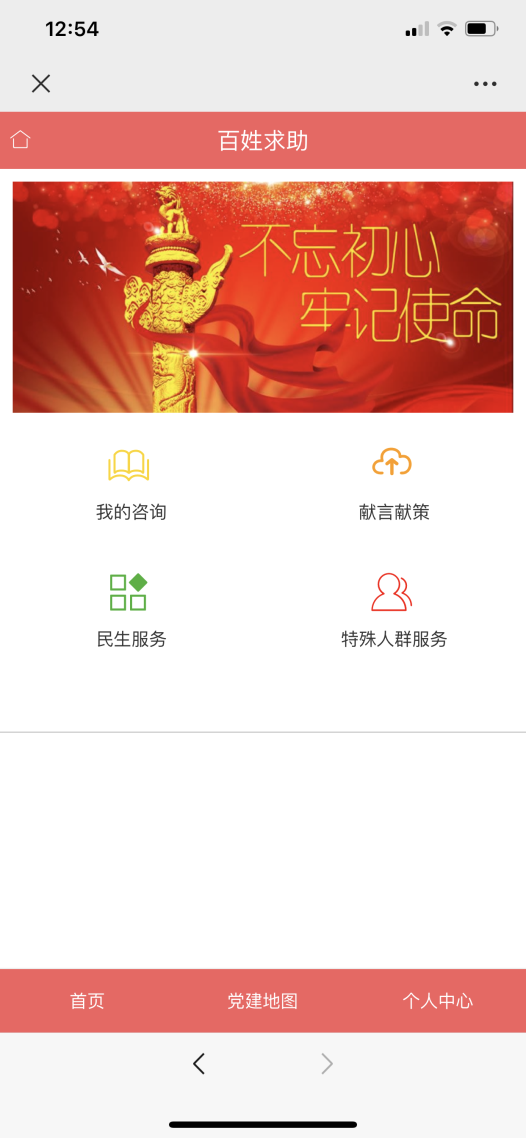 12:54
百姓求助
不忘初心
牢记使命
我的咨询
献言献策
民生服务
特殊人群服务
首页
党建地图
个人中心